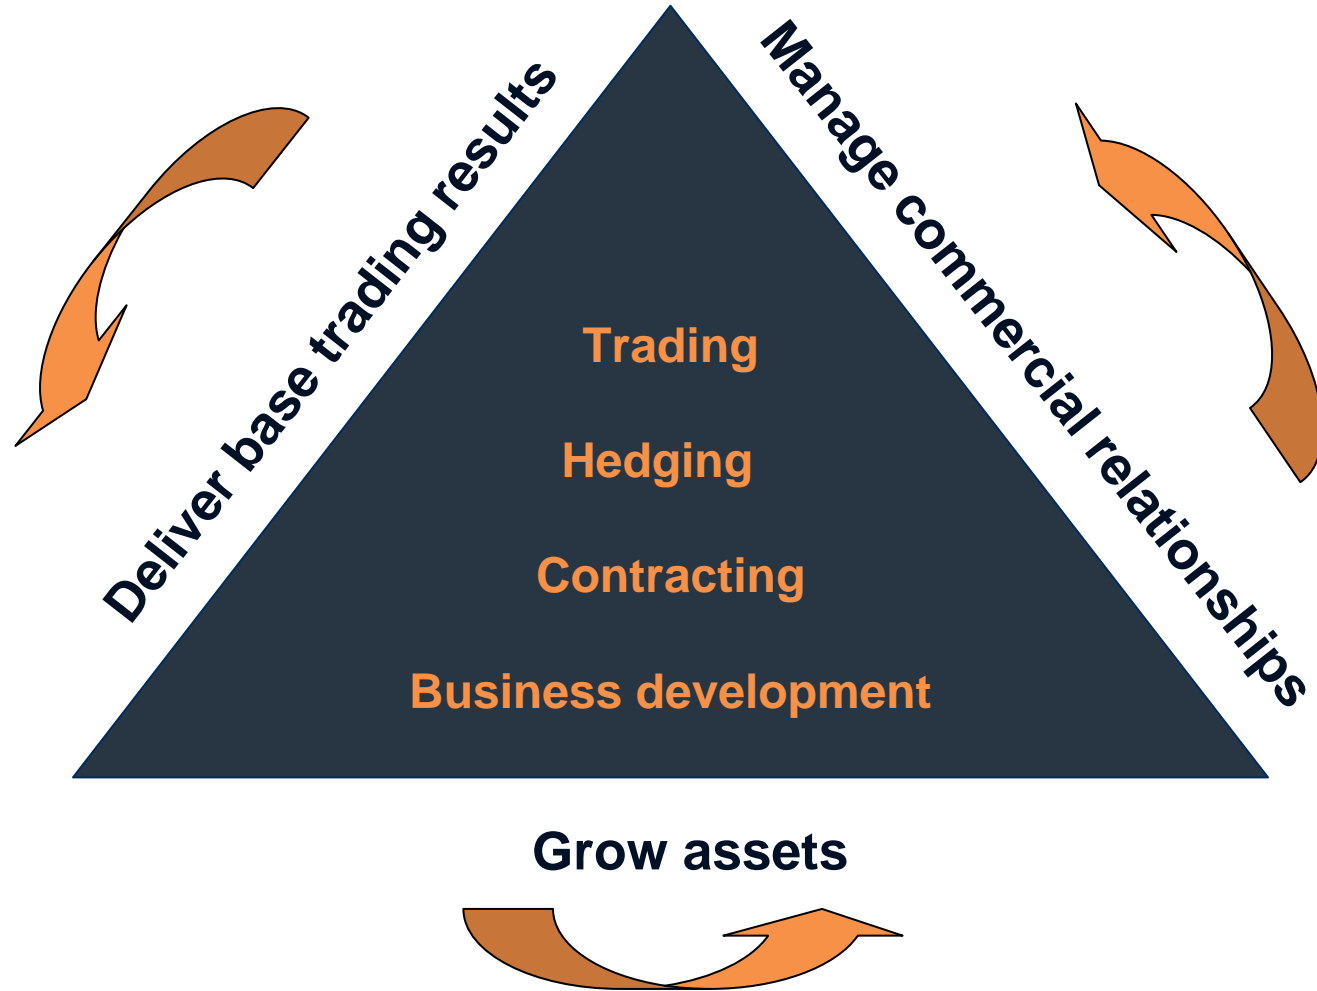 Deliver base trading results
Manage commercial relationships
Trading
Hedging
Contracting
Business development
Grow assets